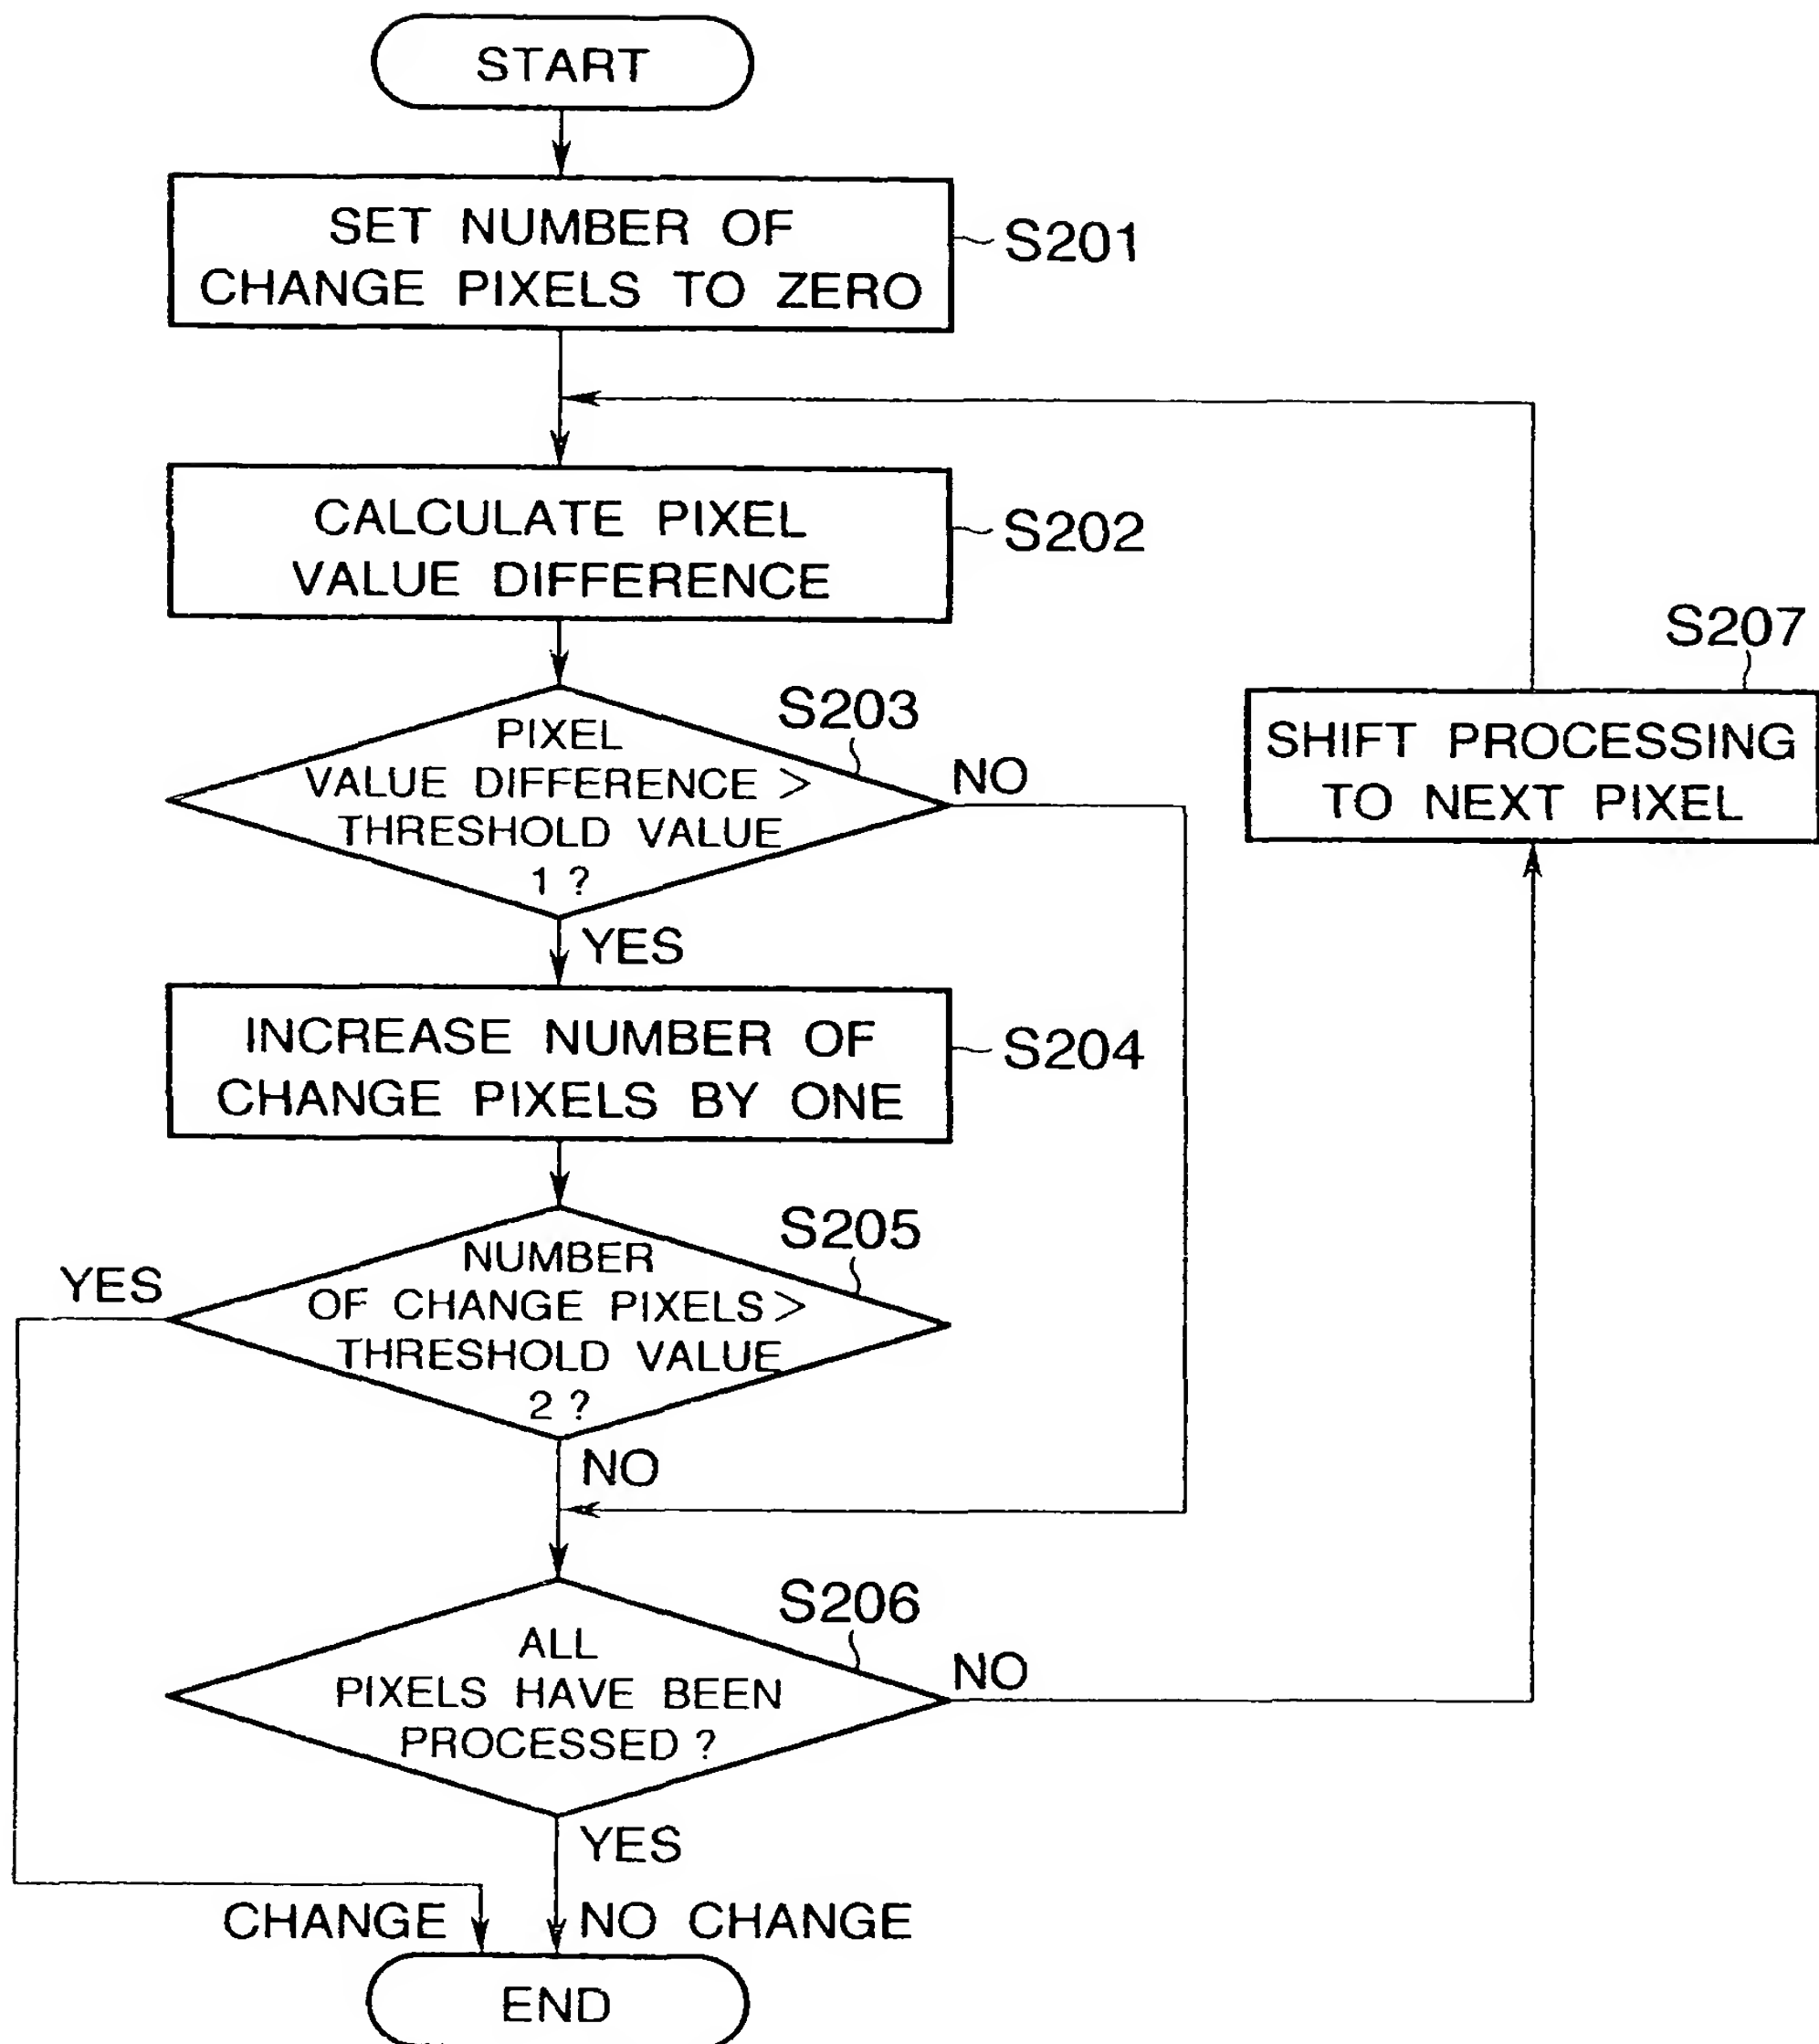 START
SET NUMBER OF
CHANGE PIXELS TO ZERO
S201
CALCULATE PIXEL
VALUE DIFFERENCE
S202
S203
PIXEL
VALUE DIFFERENCE >
THRESHOLD VALUE
1 ?
NO
YES
S207
SHIFT PROCESSING
TO NEXT PIXEL
INCREASE NUMBER OF
CHANGE PIXELS BY ONE
S204
S205
NUMBER
OF CHANGE PIXELS >
THRESHOLD VALUE
2 ?
YES
NO
S206
ALL
PIXELS HAVE BEEN
PROCESSED ?
NO
YES
CHANGE
NO CHANGE
END